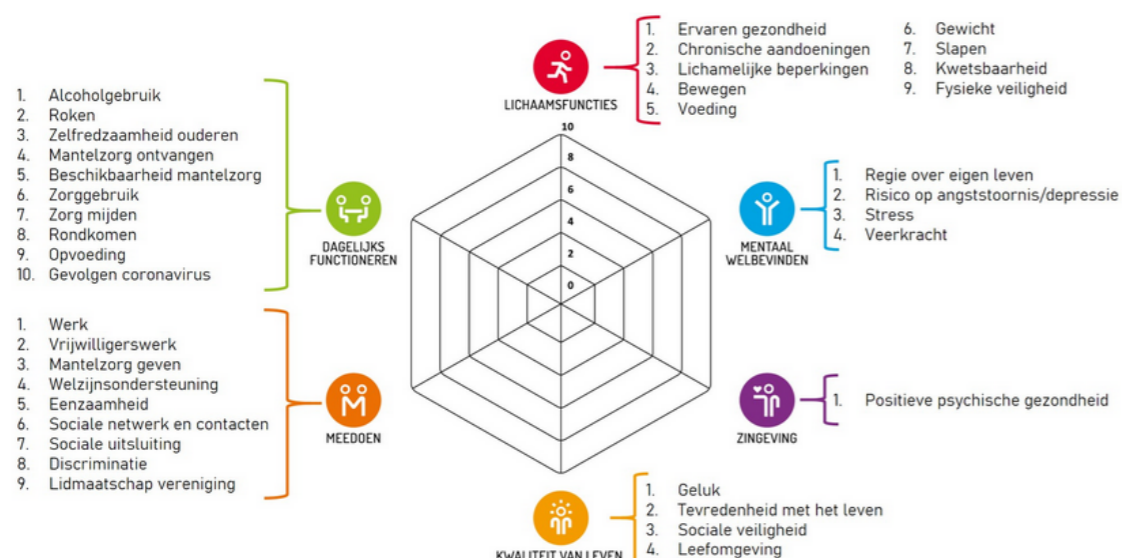 LICHAAMSFUNCTIES
1. Ervaren gezondheid
2. Chronische aandoeningen
3. Lichamelijke beperkingen
4. Bewegen
5. Voeding
6. Gewicht
7. Slapen
8. Kwetsbaarheid
9. Fysieke veiligheid
1. Alcoholgebruik
2. Roken
3. Zelfredzaamheid ouderen
4. Mantelzorg ontvangen
5. Beschikbaarheid mantelzorg
6. Zorggebruik
7. Zorg mijden
8. Rondkomen
9. Opvoeding
10. Gevolgen coronavirus
DAGELIJKS
FUNCTIONEREN
10
8
6
4
2
0
MENTAAL
WELBEVINDEN
1. Regie over eigen leven
2. Risico op angststoornis/depressie
3. Stress
4. Veerkracht
1. Werk
2. Vrijwilligerswerk
3. Mantelzorg geven
4. Welzijnsondersteuning
5. Eenzaamheid
6. Sociale netwerk en contacten
7. Sociale uitsluiting
8. Discriminatie
9. Lidmaatschap vereniging
MEEDOEN
ZINGEVING
1. Positieve psychische gezondheid
KWALITEIT VAN LEVEN
1. Geluk
2. Tevredenheid met het leven
3. Sociale veiligheid
4. Leefomgeving